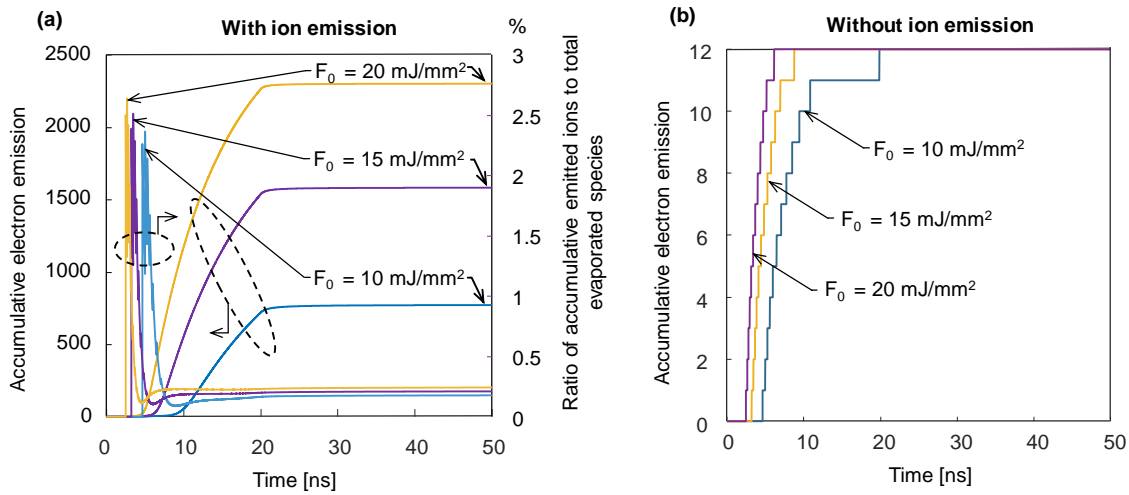 (a)
With ion emission
%
2500
2000
1500
1000
500
0
Accumulative electron emission
3
2.5
2
1.5
1
0.5
0
Ratio of accumulative emitted ions to total
evaporated species
F₀ = 20 mJ/mm²
F₀ = 15 mJ/mm²
F₀ = 10 mJ/mm²
0 10 20 30 40 50
Time [ns]
(b)
Without ion emission
12
10
8
6
4
2
0
Accumulative electron emission
F₀ = 10 mJ/mm²
F₀ = 15 mJ/mm²
F₀ = 20 mJ/mm²
0 10 20 30 40 50
Time [ns]